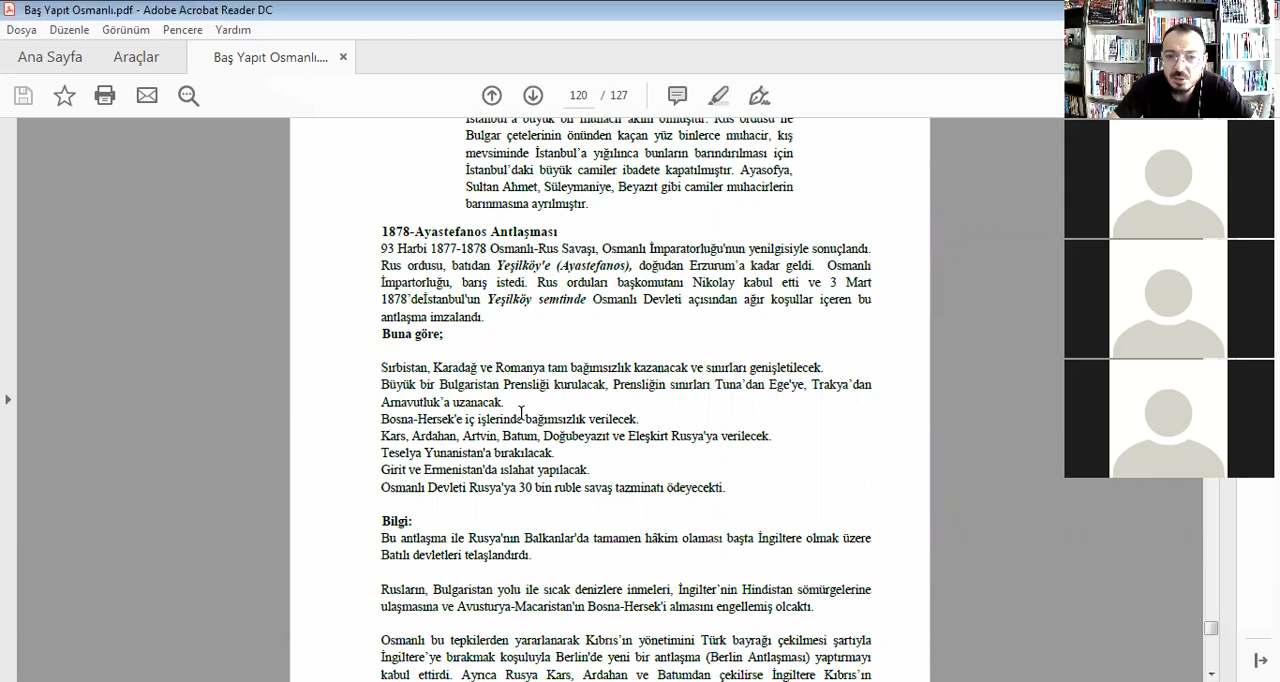 Baş Yapıt Osmanlı.pdf - Adobe Acrobat Reader DC
Dosya Düzenle Görünüm Pencere Yardım
Ana Sayfa Araçlar Baş Yapıt Osmanlı....
120 / 127
İstanbul'a büyük bir muhacir akını olmuştur. Rus ordusu ile
Bulgar çetelerinin önünden kaçan yüz binlerce muhacir, kış
mevsiminde İstanbul'a yığılınca bunların barındırılması için
İstanbul'daki büyük camiler ibadete kapatılmıştır. Ayasofya,
Sultan Ahmet, Süleymaniye, Beyazıt gibi camiler muhacirlerin
barınmasına ayrılmıştır.
1878-Ayastefanos Antlaşması
93 Harbi 1877-1878 Osmanlı-Rus Savaşı, Osmanlı İmparatorluğu'nun yenilgisiyle sonuçlandı.
Rus ordusu, batıdan Yeşilköy'e (Ayastefanos), doğudan Erzurum'a kadar geldi. Osmanlı
İmpartorluğu, barış istedi. Rus orduları başkomutanı Nikolay kabul etti ve 3 Mart
1878'deİstanbul'un Yeşilköy semtinde Osmanlı Devleti açısından ağır koşullar içeren bu
antlaşma imzalandı.
Buna göre;
Sırbistan, Karadağ ve Romanya tam bağımsızlık kazanacak ve sınırları genişletilecek.
Büyük bir Bulgaristan Prensliği kurulacak, Prensliğin sınırları Tuna'dan Ege'ye, Trakya'dan
Arnavutluk'a uzanacak.
Bosna-Hersek'e iç işlerinde bağımsızlık verilecek.
Kars, Ardahan, Artvin, Batum, Doğubeyazıt ve Eleşkirt Rusya'ya verilecek.
Teselya Yunanistan'a bırakılacak.
Girit ve Ermenistan'da ıslahat yapılacak.
Osmanlı Devleti Rusya'ya 30 bin ruble savaş tazminatı ödeyecekti.
Bilgi:
Bu antlaşma ile Rusya'nın Balkanlar'da tamamen hâkim olaması başta İngiltere olmak üzere
Batılı devletleri telaşlandırdı.
Rusların, Bulgaristan yolu ile sıcak denizlere inmeleri, İngilter'nin Hindistan sömürgelerine
ulaşmasına ve Avusturya-Macaristan'ın Bosna-Hersek'i almasını engellemiş olcaktı.
Osmanlı bu tepkilerden yararlanarak Kıbrıs'ın yönetimini Türk bayrağı çekilmesi şartıyla
İngiltere'ye bırakmak koşuluyla Berlin'de yeni bir antlaşma (Berlin Antlaşması) yaptırmayı
kabul ettirdi. Ayrıca Rusya Kars, Ardahan ve Batumdan çekilirse İngiltere Kıbrıs'ın